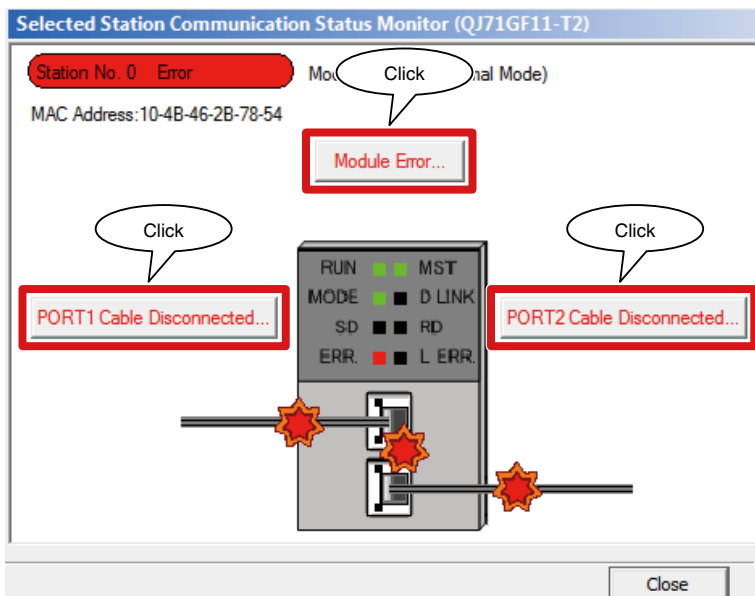 Selected Station Communication Status Monitor (QJ71GF11-T2)
Station No. 0 Error
Click
MAC Address:10-4B-46-2B-78-54
Module Error...
Click
Click
PORT1 Cable Disconnected...
PORT2 Cable Disconnected...
RUN MST
MODE D LINK
SD RD
ERR. L ERR.
Close